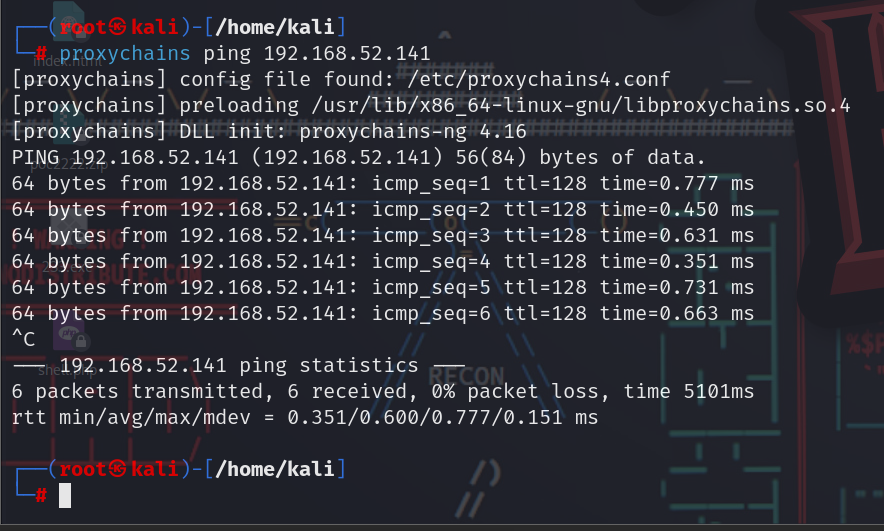 ┌──(root㉿kali)-[/home/kali]
└─# proxychains ping 192.168.52.141
[proxychains] config file found: /etc/proxychains4.conf
[proxychains] preloading /usr/lib/x86_64-linux-gnu/libproxychains.so.4
[proxychains] DLL init: proxychains-ng 4.16
PING 192.168.52.141 (192.168.52.141) 56(84) bytes of data.
64 bytes from 192.168.52.141: icmp_seq=1 ttl=128 time=0.777 ms
64 bytes from 192.168.52.141: icmp_seq=2 ttl=128 time=0.450 ms
64 bytes from 192.168.52.141: icmp_seq=3 ttl=128 time=0.631 ms
64 bytes from 192.168.52.141: icmp_seq=4 ttl=128 time=0.351 ms
64 bytes from 192.168.52.141: icmp_seq=5 ttl=128 time=0.731 ms
64 bytes from 192.168.52.141: icmp_seq=6 ttl=128 time=0.663 ms
^C
--- 192.168.52.141 ping statistics ---
6 packets transmitted, 6 received, 0% packet loss, time 5101ms
rtt min/avg/max/mdev = 0.351/0.600/0.777/0.151 ms
┌──(root㉿kali)-[/home/kali]
└─#
index.html
poc2222.zip
shell.php
RECON